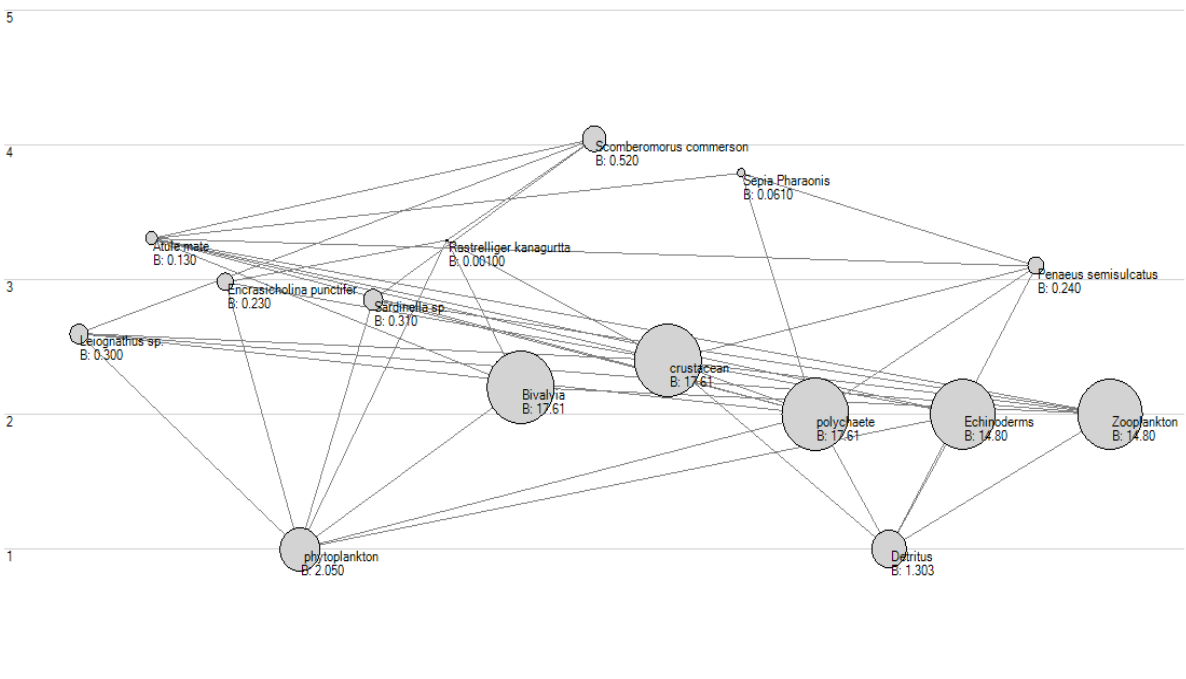 5
4
Scomberomorus commerson
B: 0.520
Sepia Pharaonis
B: 0.0610
Atule mate
B: 0.130
Rastrelliger kanagurtta
B: 0.00100
Penaeus semisulcatus
B: 0.240
3
Encrasicholina punctifer
B: 0.230
Sardinella sp
B: 0.310
Leiognathus sp.
B: 0.300
crustacean
B: 17.61
Bivalvia
B: 17.61
2
polychaete
B: 17.61
Echinoderms
B: 14.80
Zooplankton
B: 14.80
1
phytoplankton
B: 2.050
Detritus
B: 1.303